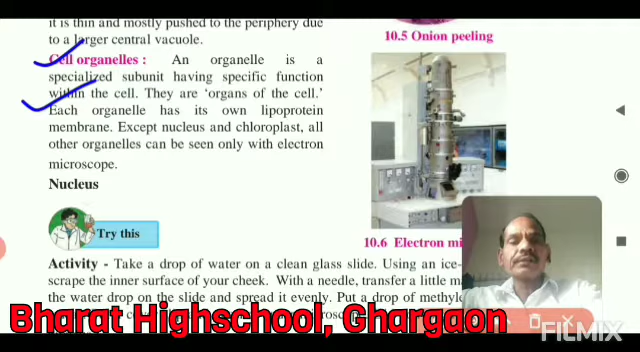 it is thin and mostly pushed to the periphery due
to a larger central vacuole.
Cell organelles : An organelle is a
specialized subunit having specific function
within the cell. They are ‘organs of the cell.’
Each organelle has its own lipoprotein
membrane. Except nucleus and chloroplast, all
other organelles can be seen only with electron
microscope.
Nucleus
Try this
Activity - Take a drop of water on a clean glass slide. Using an ice-
scrape the inner surface of your cheek. With a needle, transfer a little m
the water drop on the slide and spread it evenly. Put a drop of methyle
10.5 Onion peeling
10.6 Electron mi
Bharat Highschool, Ghargaon
FILMIX